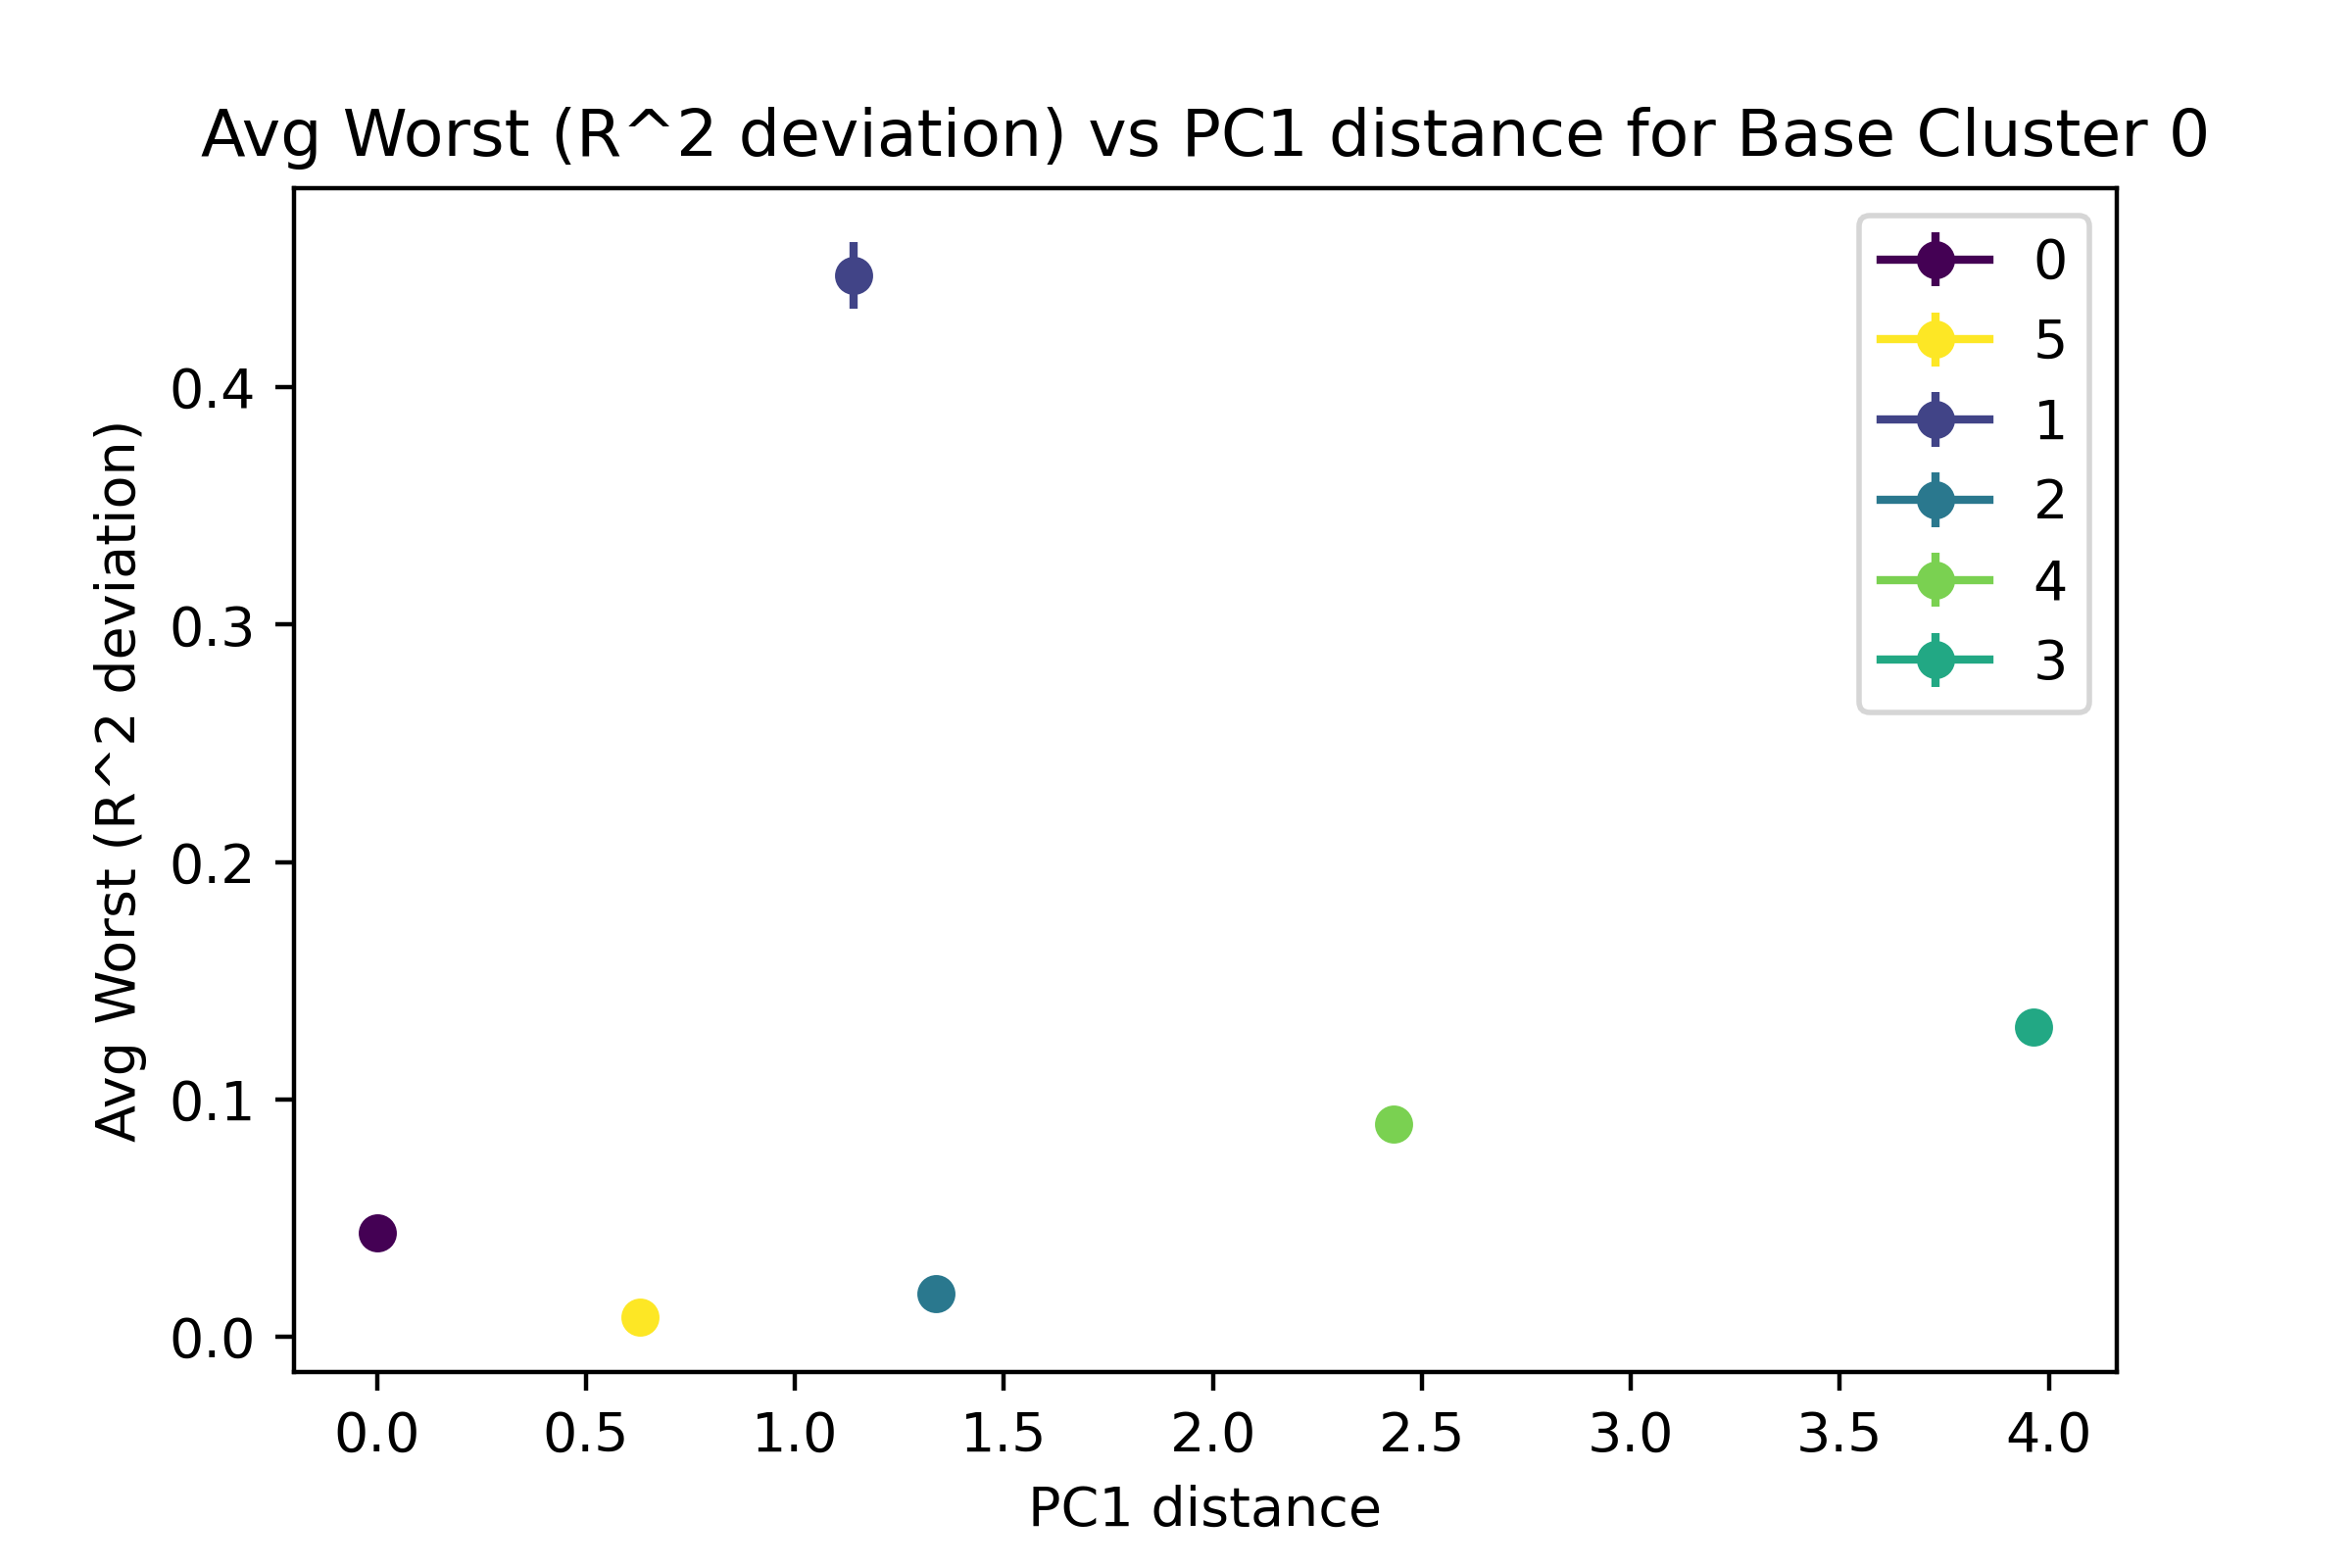 Avg Worst (R^2 deviation) vs PC1 distance for Base Cluster 0
Avg Worst (R^2 deviation)
0.4
0.3
0.2
0.1
0.0
0
5
1
2
4
3
0.0 0.5 1.0 1.5 2.0 2.5 3.0 3.5 4.0
PC1 distance